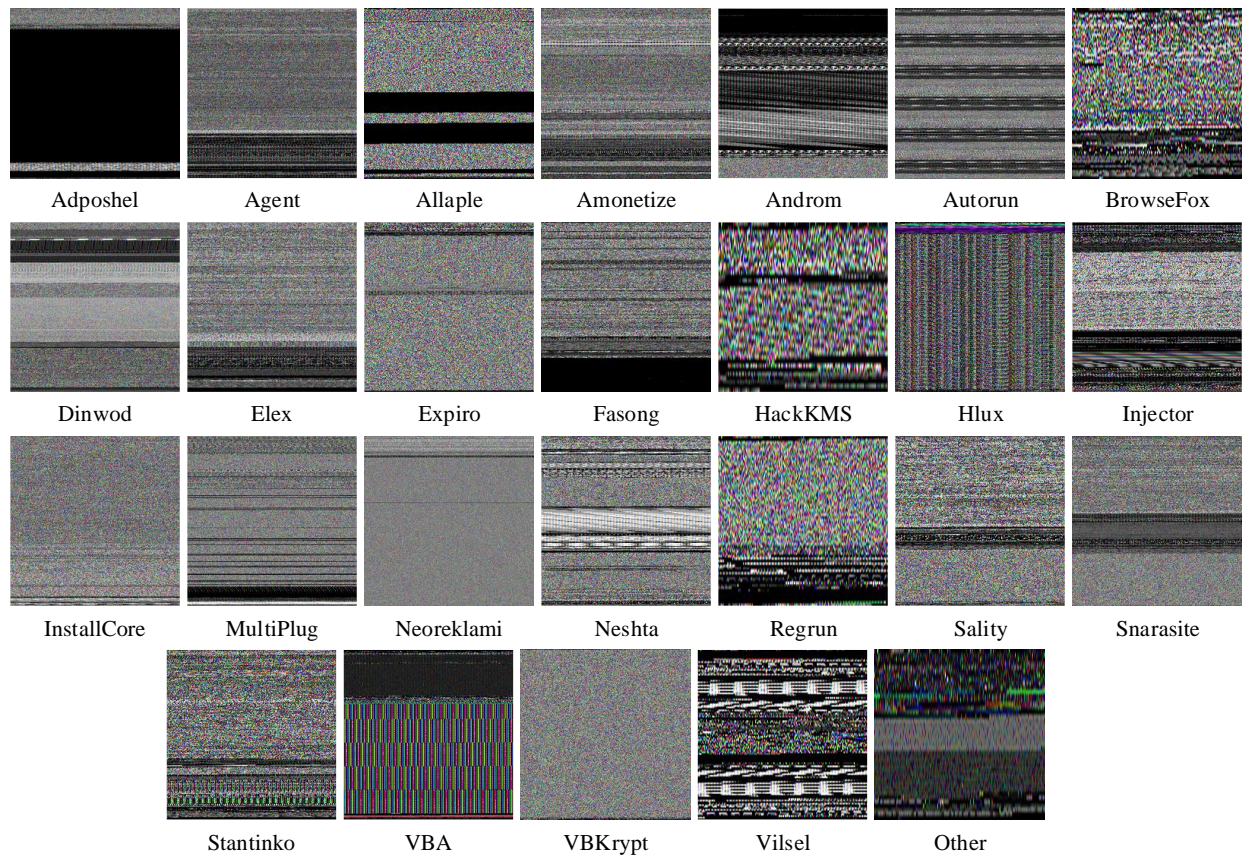 Adposhel Agent Allaple Amonetize Androm Autorun BrowseFox
Dinwod Elex Expiro Fasong HackKMS Hlux Injector
InstallCore MultiPlug Neoreklami Neshta Regrun Sality Snarasite
Stantinko VBA VBKrypt Vilsel Other